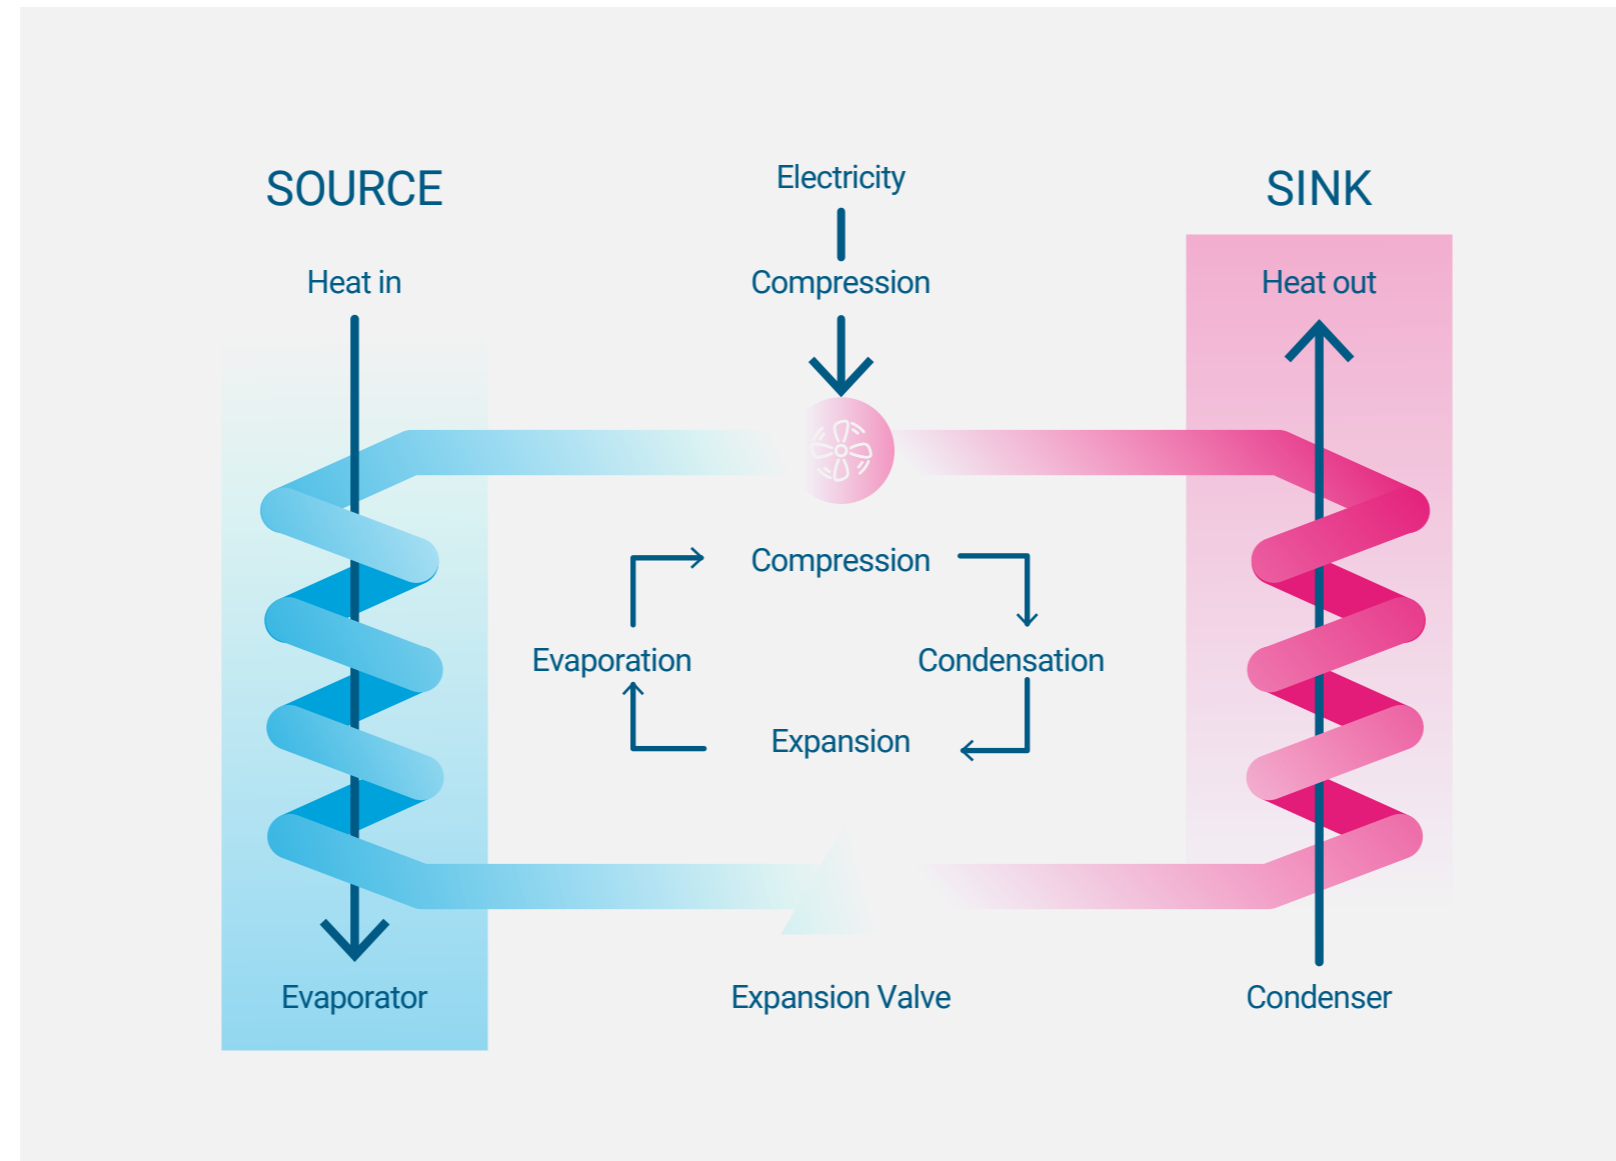 SOURCE
Electricity
SINK
Heat in
Compression
Heat out
Compression
Evaporation
Condensation
Expansion
Evaporator
Expansion Valve
Condenser